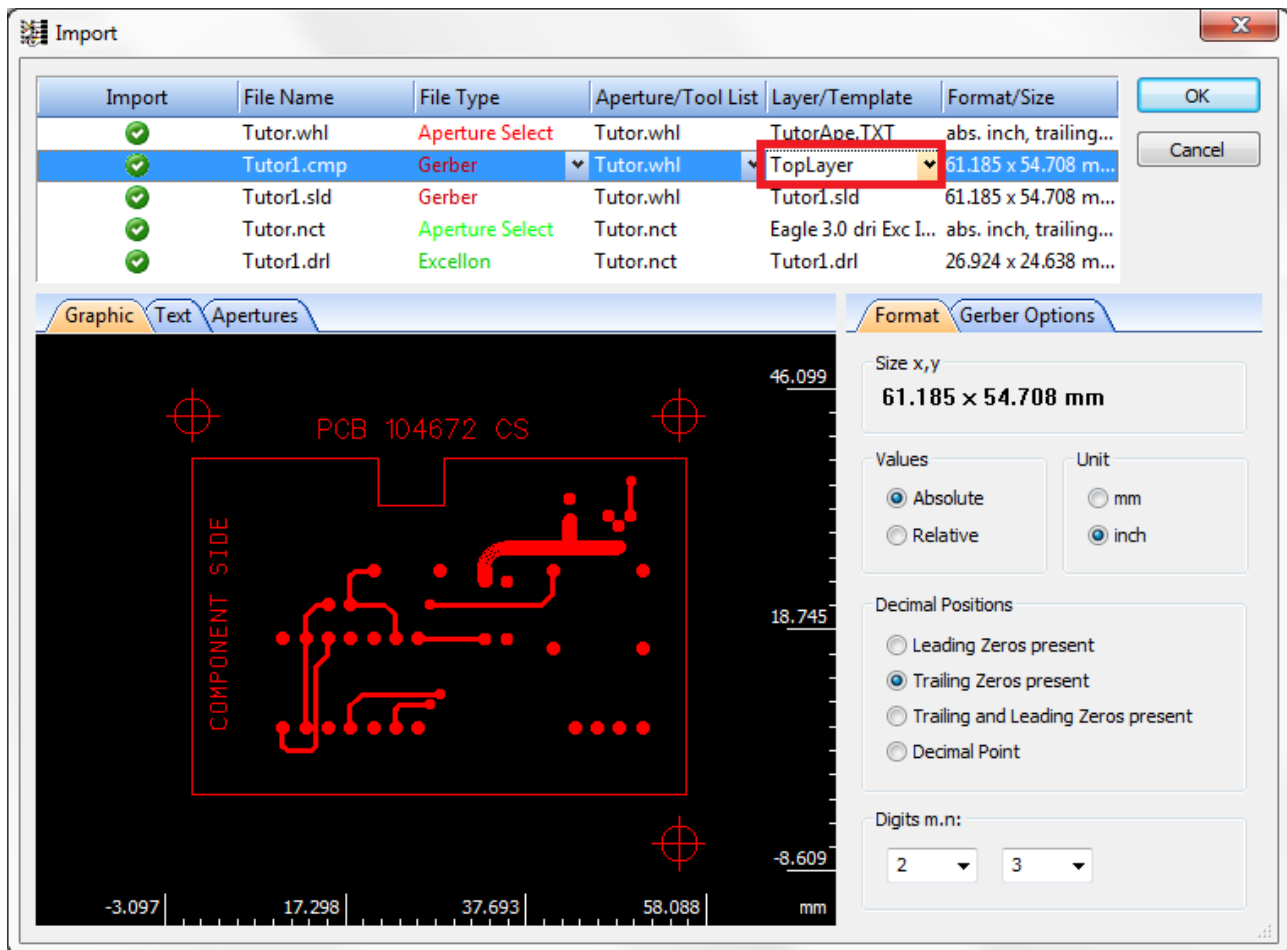 Import
Import File Name File Type Aperture/Tool List Layer/Template Format/Size
Tutor.whl Aperture Select Tutor.whl TutorApe.TXT abs. inch, trailing...
Tutor1.cmp Gerber Tutor.whl TopLayer 61.185 x 54.708 m...
Tutor1.sld Gerber Tutor.whl Tutor1.sld 61.185 x 54.708 m...
Tutor.nct Aperture Select Tutor.nct Eagle 3.0 dri Exc I... abs. inch, trailing...
Tutor1.drl Excellon Tutor.nct Tutor1.drl 26.924 x 24.638 m...
OK
Cancel
Graphic Text Apertures
PCB 104672 CS
COMPONENT SIDE
46.099
18.745
-8.609
-3.097 17.298 37.693 58.088 mm
Format Gerber Options
Size x,y
61.185 x 54.708 mm
Values
Absolute
Relative
Unit
mm
inch
Decimal Positions
Leading Zeros present
Trailing Zeros present
Trailing and Leading Zeros present
Decimal Point
Digits m.n:
2 3